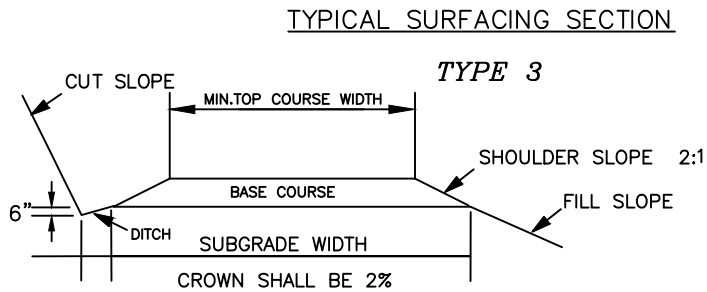 TYPICAL SURFACING SECTION
TYPE 3
CUT SLOPE
MIN.TOP COURSE WIDTH
SHOULDER SLOPE 2:1
BASE COURSE
FILL SLOPE
6"
DITCH
SUBGRADE WIDTH
CROWN SHALL BE 2%